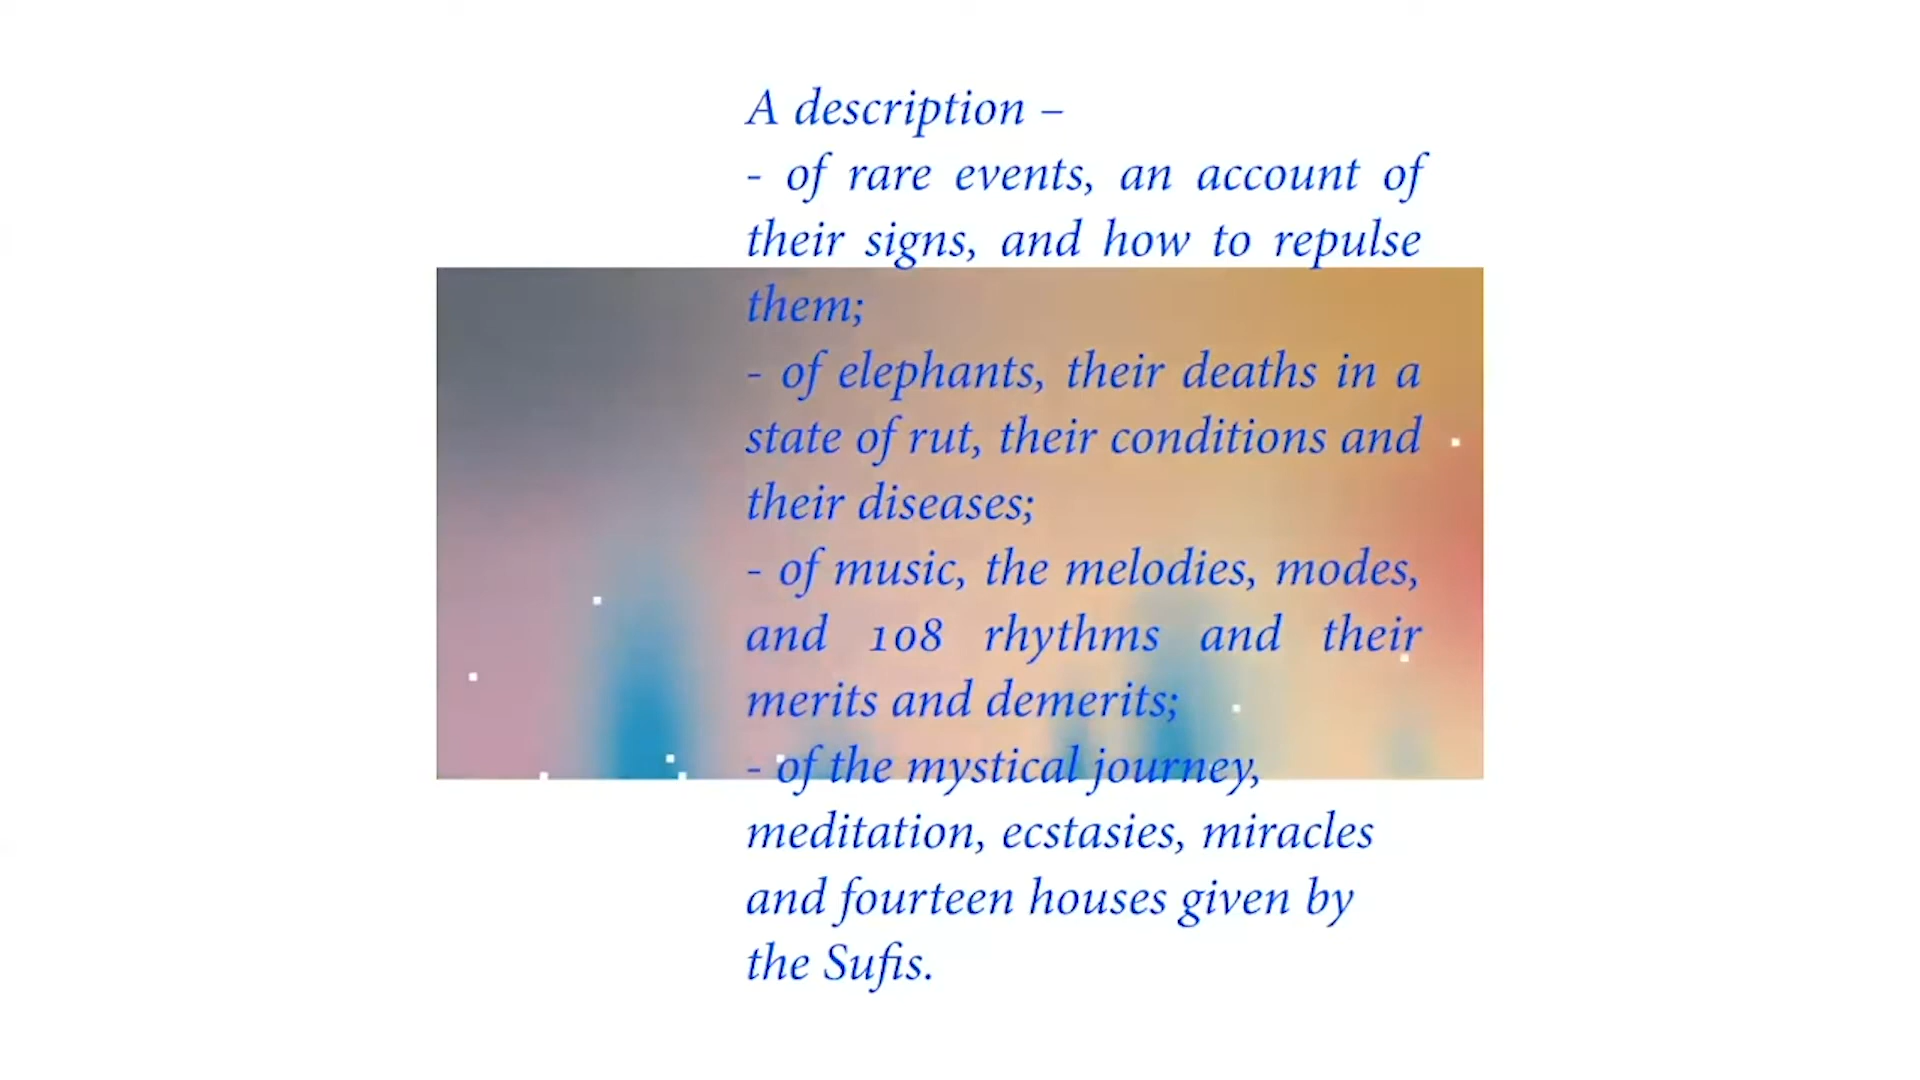 A description –
- of rare events, an account of
their signs, and how to repulse
them;
- of elephants, their deaths in a
state of rut, their conditions and
their diseases;
- of music, the melodies, modes,
and 108 rhythms and their
merits and demerits;
- of the mystical journey,
meditation, ecstasies, miracles
and fourteen houses given by
the Sufis.